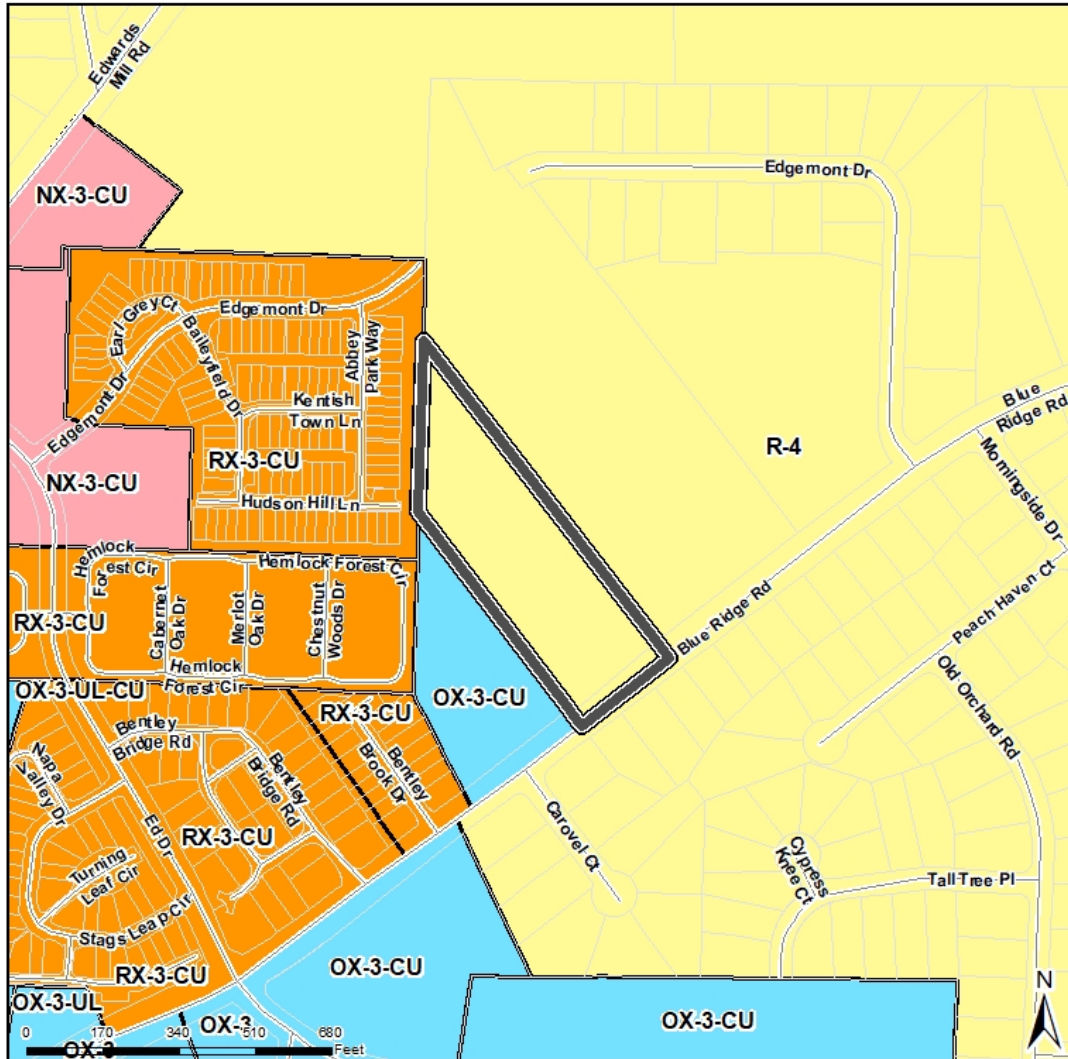 Edwards
Mill Rd
NX-3-CU
Edgemont Dr
Earl Grey Ct
Edgemont Dr
Baileyfield Dr
Abbey
Park Way
Blue
Ridge Rd
Edgemont Dr
Kentish
Town Ln
R-4
Morningside Dr
RX-3-CU
NX-3-CU
Hudson Hill Ln
Hemlock
Forest Cir
Hemlock Forest Cir
Peach Haven Ct
Blue Ridge Rd
RX-3-CU
Cabernet
Oak Dr
Merlot
Oak Dr
Chestnut
Woods Dr
Hemlock
Forest Cir
OX-3-UL-CU
OX-3-CU
RX-3-CU
Old Orchard Rd
Bentley
Bridge Rd
Bentley
Bridge Rd
Bentley
Brook Dr
Napa
Valley Dr
RX-3-CU
Ed Dr
Carovel Ct
Cypress
Knee Ct
Turning
Leaf Cir
Tall Tree Pl
Stags Leap Cir
RX-3-CU
OX-3-CU
N
OX-3-UL
OX-3
OX-3-CU
0 170 340 510 680
Feet
OX-3